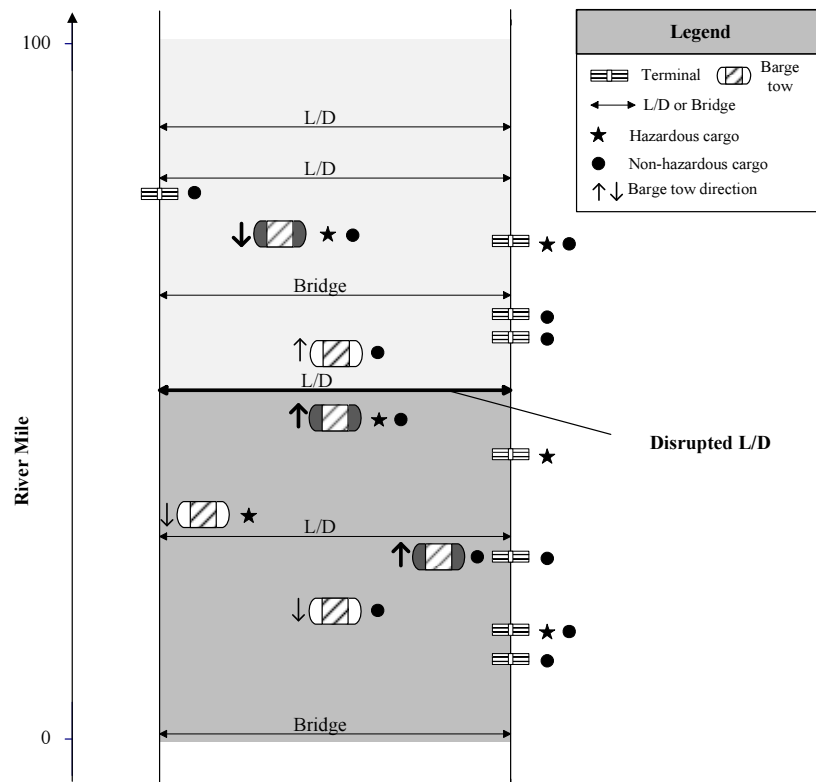 100
Legend
Terminal
Barge
tow
L/D or Bridge
Hazardous cargo
Non-hazardous cargo
Barge tow direction
L/D
L/D
Bridge
L/D
Disrupted L/D
River Mile
L/D
Bridge
0